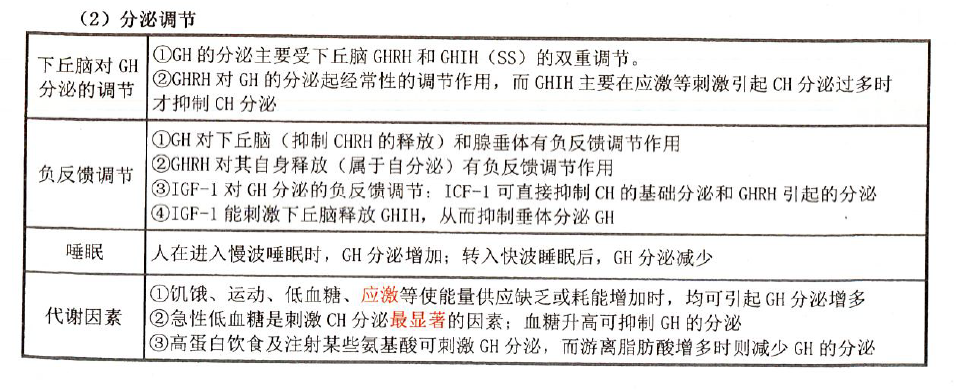 （2）分泌调节
下丘脑对 GH
分泌的调节
①GH 的分泌主要受下丘脑 GHRH 和 GHIH（SS）的双重调节。
②GHRH 对 GH 的分泌起经常性的调节作用，而 GHIH 主要在应激等刺激引起 CH 分泌过多时
才抑制 CH 分泌
负反馈调节
①GH 对下丘脑（抑制 CHRH 的释放）和腺垂体有负反馈调节作用
②GHRH 对其自身释放（属于自分泌）有负反馈调节作用
③IGF-1 对 GH 分泌的负反馈调节：ICF-1 可直接抑制 CH 的基础分泌和 GHRH 引起的分泌
④IGF-1 能刺激下丘脑释放 GHIH，从而抑制垂体分泌 GH
唾眠
人在进入慢波睡眠时，GH 分泌增加；转入快波睡眠后，GH 分泌减少
代谢因素
①饥饿、运动、低血糖、应激等使能量供应缺乏或耗能增加时，均可引起 GH 分泌增多
②急性低血糖是刺激 CH 分泌最显著的因素；血糖升高可抑制 GH 的分泌
③高蛋白饮食及注射某些氨基酸可刺激 GH 分泌，而游离脂肪酸增多时则减少 GH 的分泌